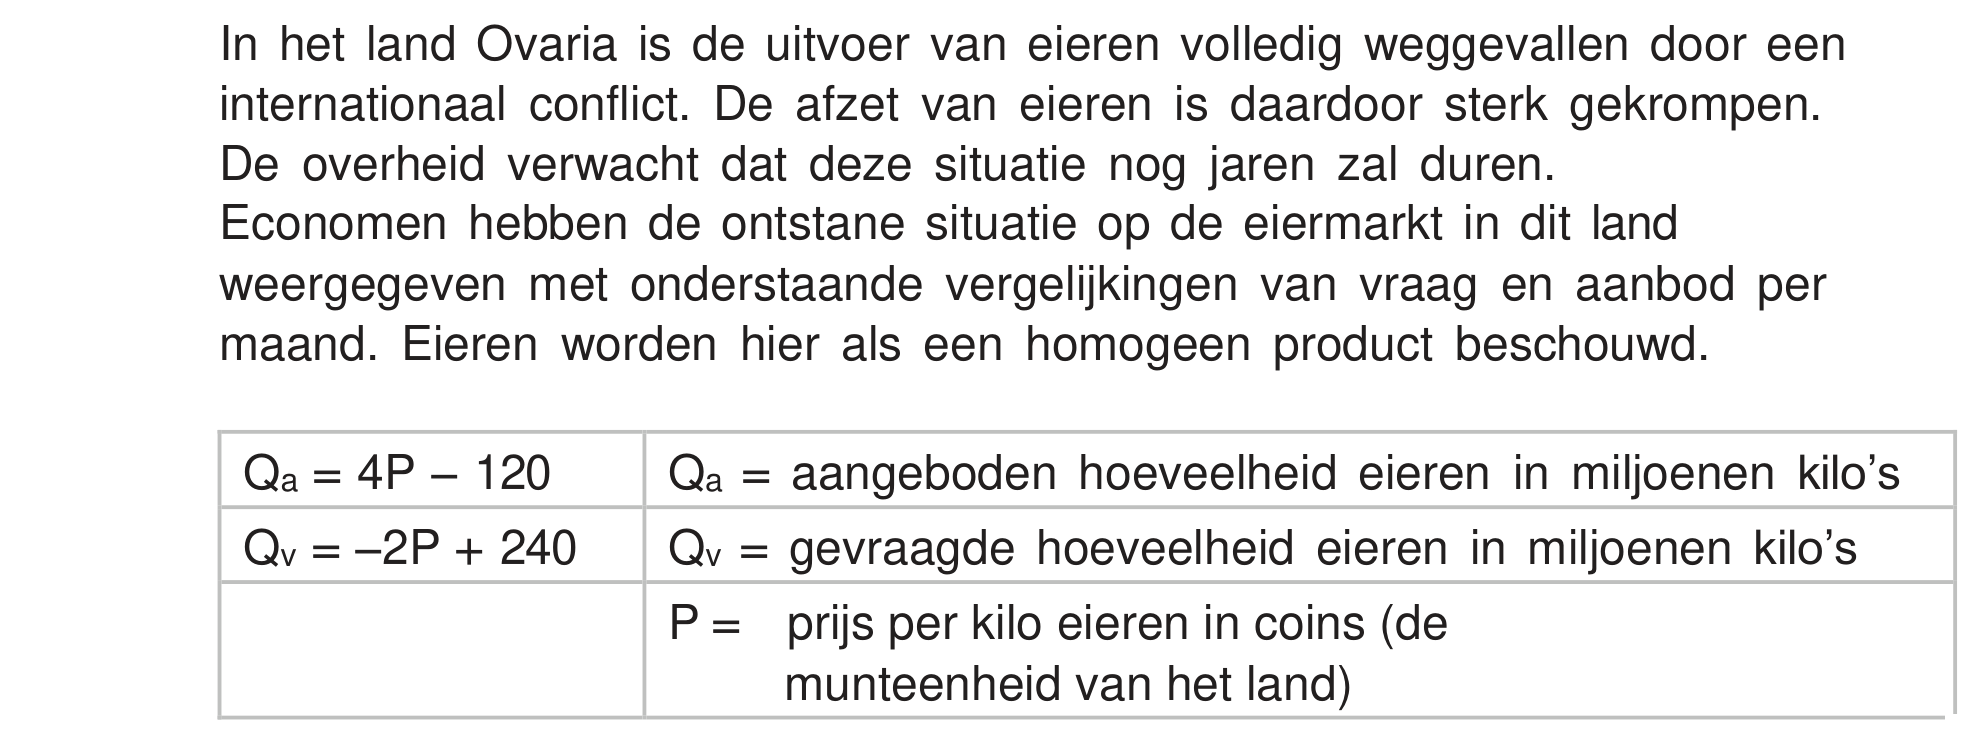 In het land Ovaria is de uitvoer van eieren volledig weggevallen door een
internationaal conflict. De afzet van eieren is daardoor sterk gekrompen.
De overheid verwacht dat deze situatie nog jaren zal duren.
Economen hebben de ontstane situatie op de eiermarkt in dit land
weergegeven met onderstaande vergelijkingen van vraag en aanbod per
maand. Eieren worden hier als een homogeen product beschouwd.
Qa = 4P – 120 Qa = aangeboden hoeveelheid eieren in miljoenen kilo’s
Qv = –2P + 240 Qv = gevraagde hoeveelheid eieren in miljoenen kilo’s
P = prijs per kilo eieren in coins (de
munteenheid van het land)